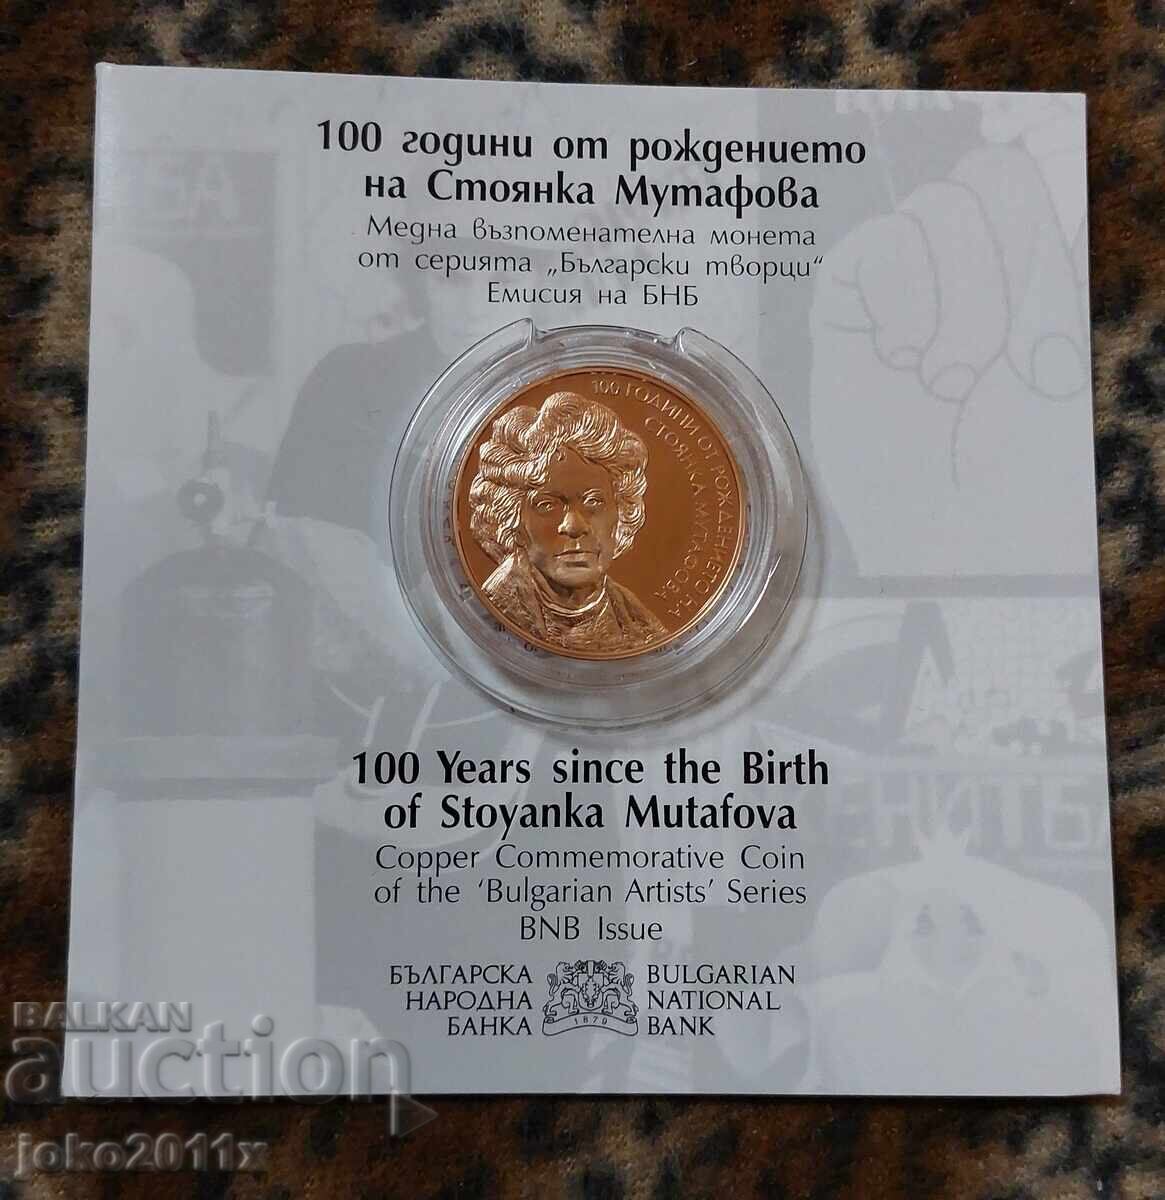 100 години от рождението
на Стоянка Мутафова
Медна възпоменателна монета
от серията „Български творци“
Емисия на БНБ
100 ГОДИНИ ОТ РОЖДЕНИЕТО НА
СТОЯНКА МУТАФОВА
100 Years since the Birth
of Stoyanka Mutafova
Copper Commemorative Coin
of the ‘Bulgarian Artists’ Series
BNB Issue
БЪЛГАРСКА
НАРОДНА
БАНКА
1879
BULGARIAN
NATIONAL
BANK
BALKAN
auction
joko2011x